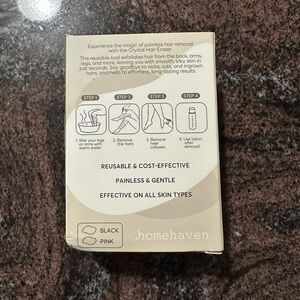 Experience the magic of painless hair removal
with the Crystal Hair Eraser.
This reusable tool exfoliates hair from the back, arms,
legs, and more, leaving you with smooth silky skin in
just seconds. Say goodbye to nicks, cuts, and ingrown
hairs, and hello to effortless, long-lasting results.
STEP 1 STEP 2 STEP 3 STEP 4
1. Wet your legs
or arms with
warm water
2. Remove
the hairs
3. Remove
heel
calluses
4. Use lotion
after
removal
REUSABLE & COST-EFFECTIVE
PAINLESS & GENTLE
EFFECTIVE ON ALL SKIN TYPES
BLACK
PINK
homehaven